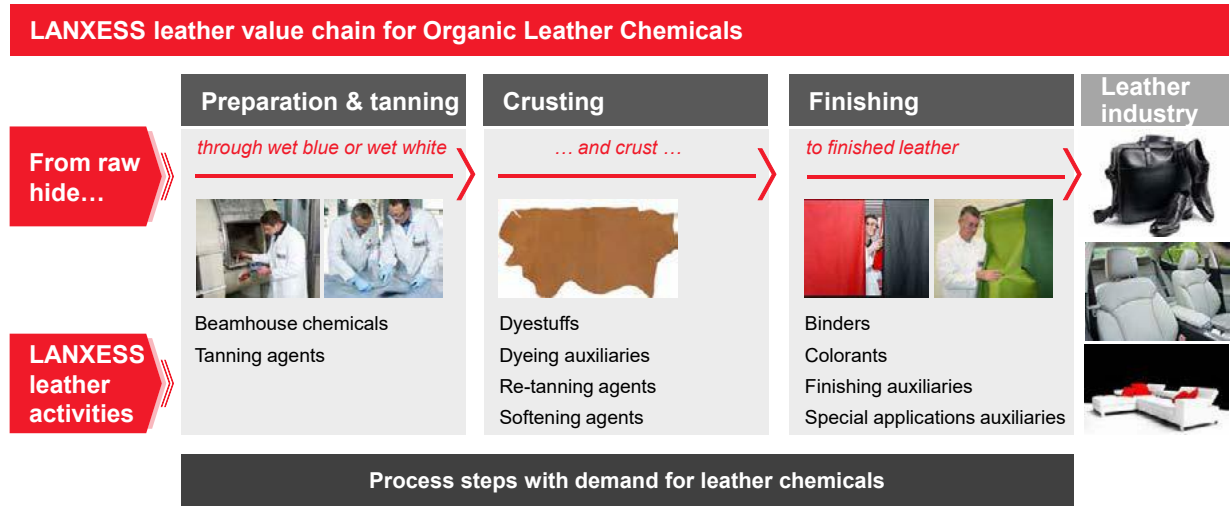 LANXESS leather value chain for Organic Leather Chemicals
Preparation & tanning
Crusting
Finishing
Leather
industry
From raw
hide…
through wet blue or wet white
… and crust …
to finished leather
LANXESS
leather
activities
Beamhouse chemicals
Tanning agents
Dyestuffs
Dyeing auxiliaries
Re-tanning agents
Softening agents
Binders
Colorants
Finishing auxiliaries
Special applications auxiliaries
Process steps with demand for leather chemicals